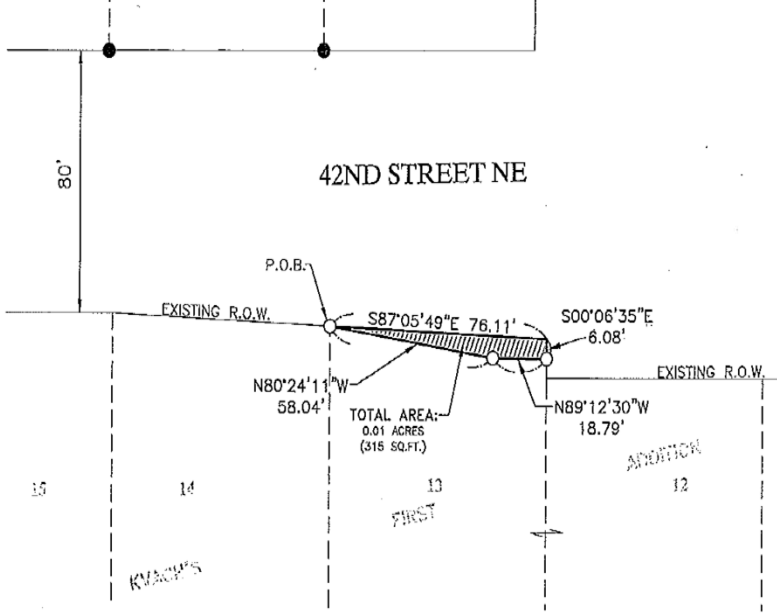 80'
42ND STREET NE
P.O.B.
EXISTING R.O.W.
S87°05'49"E 76.11'
S00°06'35"E
6.08'
EXISTING R.O.W.
N80°24'11"W
58.04'
TOTAL AREA:
0.01 ACRES
(315 SQ.FT.)
N89°12'30"W
18.79'
ADDITION
15
14
13
12
FIRST
KVACH'S